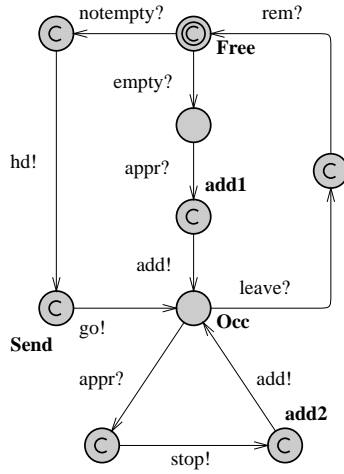 notempty?
rem?
C
C
Free
empty?
hd!
appr?
add1
C
C
add!
leave?
C
Occ
go!
Send
appr?
add!
add2
C
C
stop!